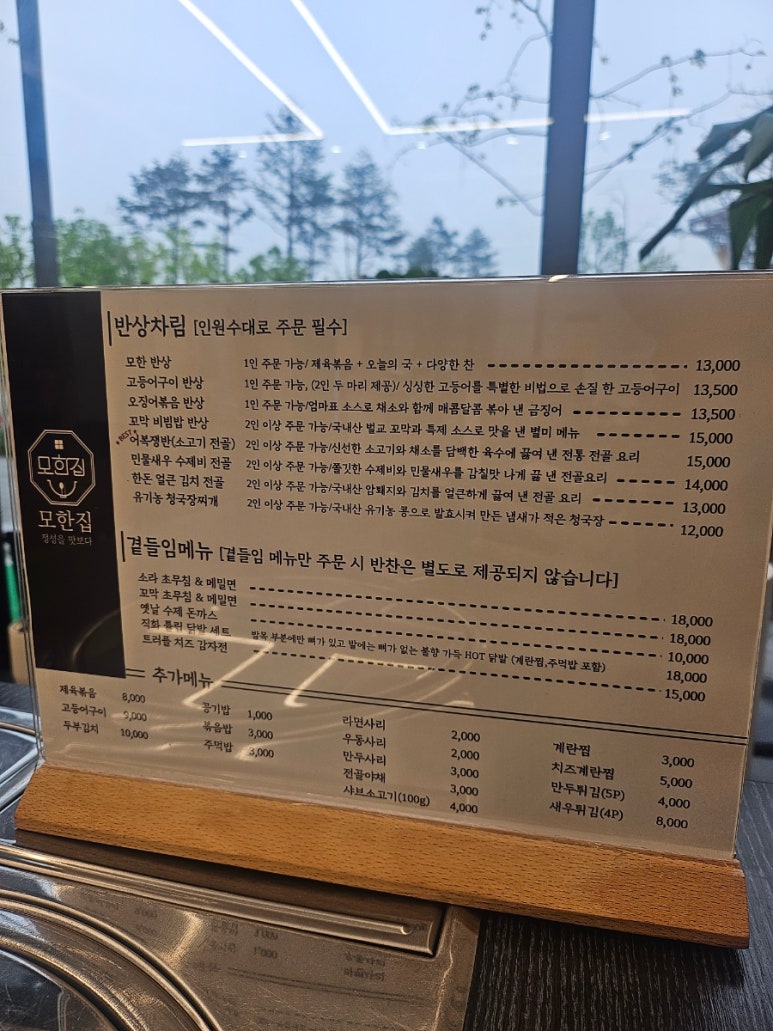 반상차림 [인원수대로 주문 필수]
모한 반상 1인 주문 가능/ 제육볶음 + 오늘의 국 + 다양한 찬 13,000
고등어구이 반상 1인 주문 가능, (2인 두 마리 제공)/ 싱싱한 고등어를 특별한 비법으로 손질 한 고등어구이 13,500
오징어볶음 반상 1인 주문 가능/엄마표 소스로 채소와 함께 매콤달콤 볶아 낸 금징어 13,500
꼬막 비빔밥 반상 2인 이상 주문 가능/국내산 벌교 꼬막과 특제 소스로 맛을 낸 별미 메뉴 15,000
BEST 어복쟁반(소고기 전골) 2인 이상 주문 가능/신선한 소고기와 채소를 담백한 육수에 끓여 낸 전통 전골 요리 15,000
민물새우 수제비 전골 2인 이상 주문 가능/쫄깃한 수제비와 민물새우를 감칠맛 나게 끓 낸 전골요리 14,000
한돈 얼큰 김치 전골 2인 이상 주문 가능/국내산 암퇘지와 김치를 얼큰하게 끓여 낸 전골 요리 13,000
유기농 청국장찌개 2인 이상 주문 가능/국내산 유기농 콩으로 발효시켜 만든 냄새가 적은 청국장 12,000
모한집
모한집
정성을 맛보다
곁들임메뉴 [곁들임 메뉴만 주문 시 반찬은 별도로 제공되지 않습니다]
소라 초무침 & 메밀면 18,000
꼬막 초무침 & 메밀면 18,000
옛날 수제 돈까스 10,000
직화 틀림 닭발 세트 발목 부분에만 뼈가 있고 발에는 뼈가 없는 불향 가득 HOT 닭발 (계란찜,주먹밥 포함) 18,000
트러플 치즈 감자전 15,000
추가메뉴
제육볶음 8,000 공기밥 1,000 라면사리 2,000 계란찜 3,000
고등어구이 9,000 볶음밥 3,000 우동사리 2,000 치즈계란찜 5,000
두부김치 10,000 주먹밥 3,000 만두사리 3,000 만두튀김(5P) 4,000
전골야채 3,000 새우튀김(4P) 8,000
샤브소고기(100g) 4,000